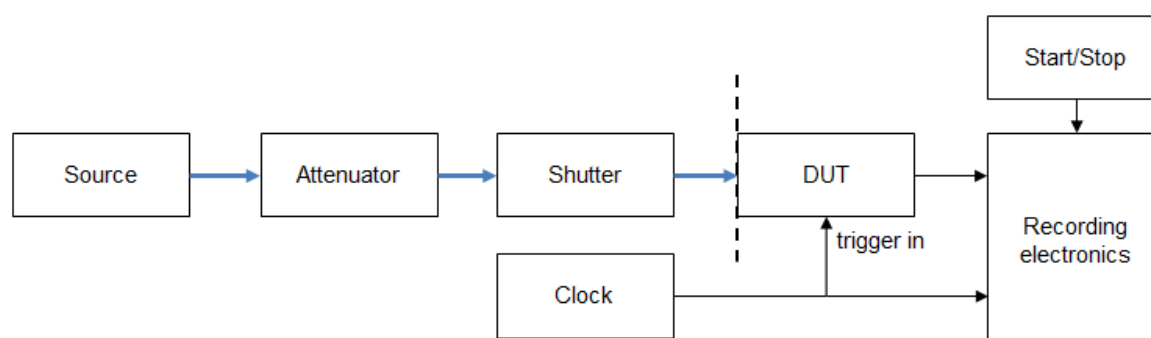 Start/Stop
Source
Attenuator
Shutter
DUT
trigger in
Recording
electronics
Clock